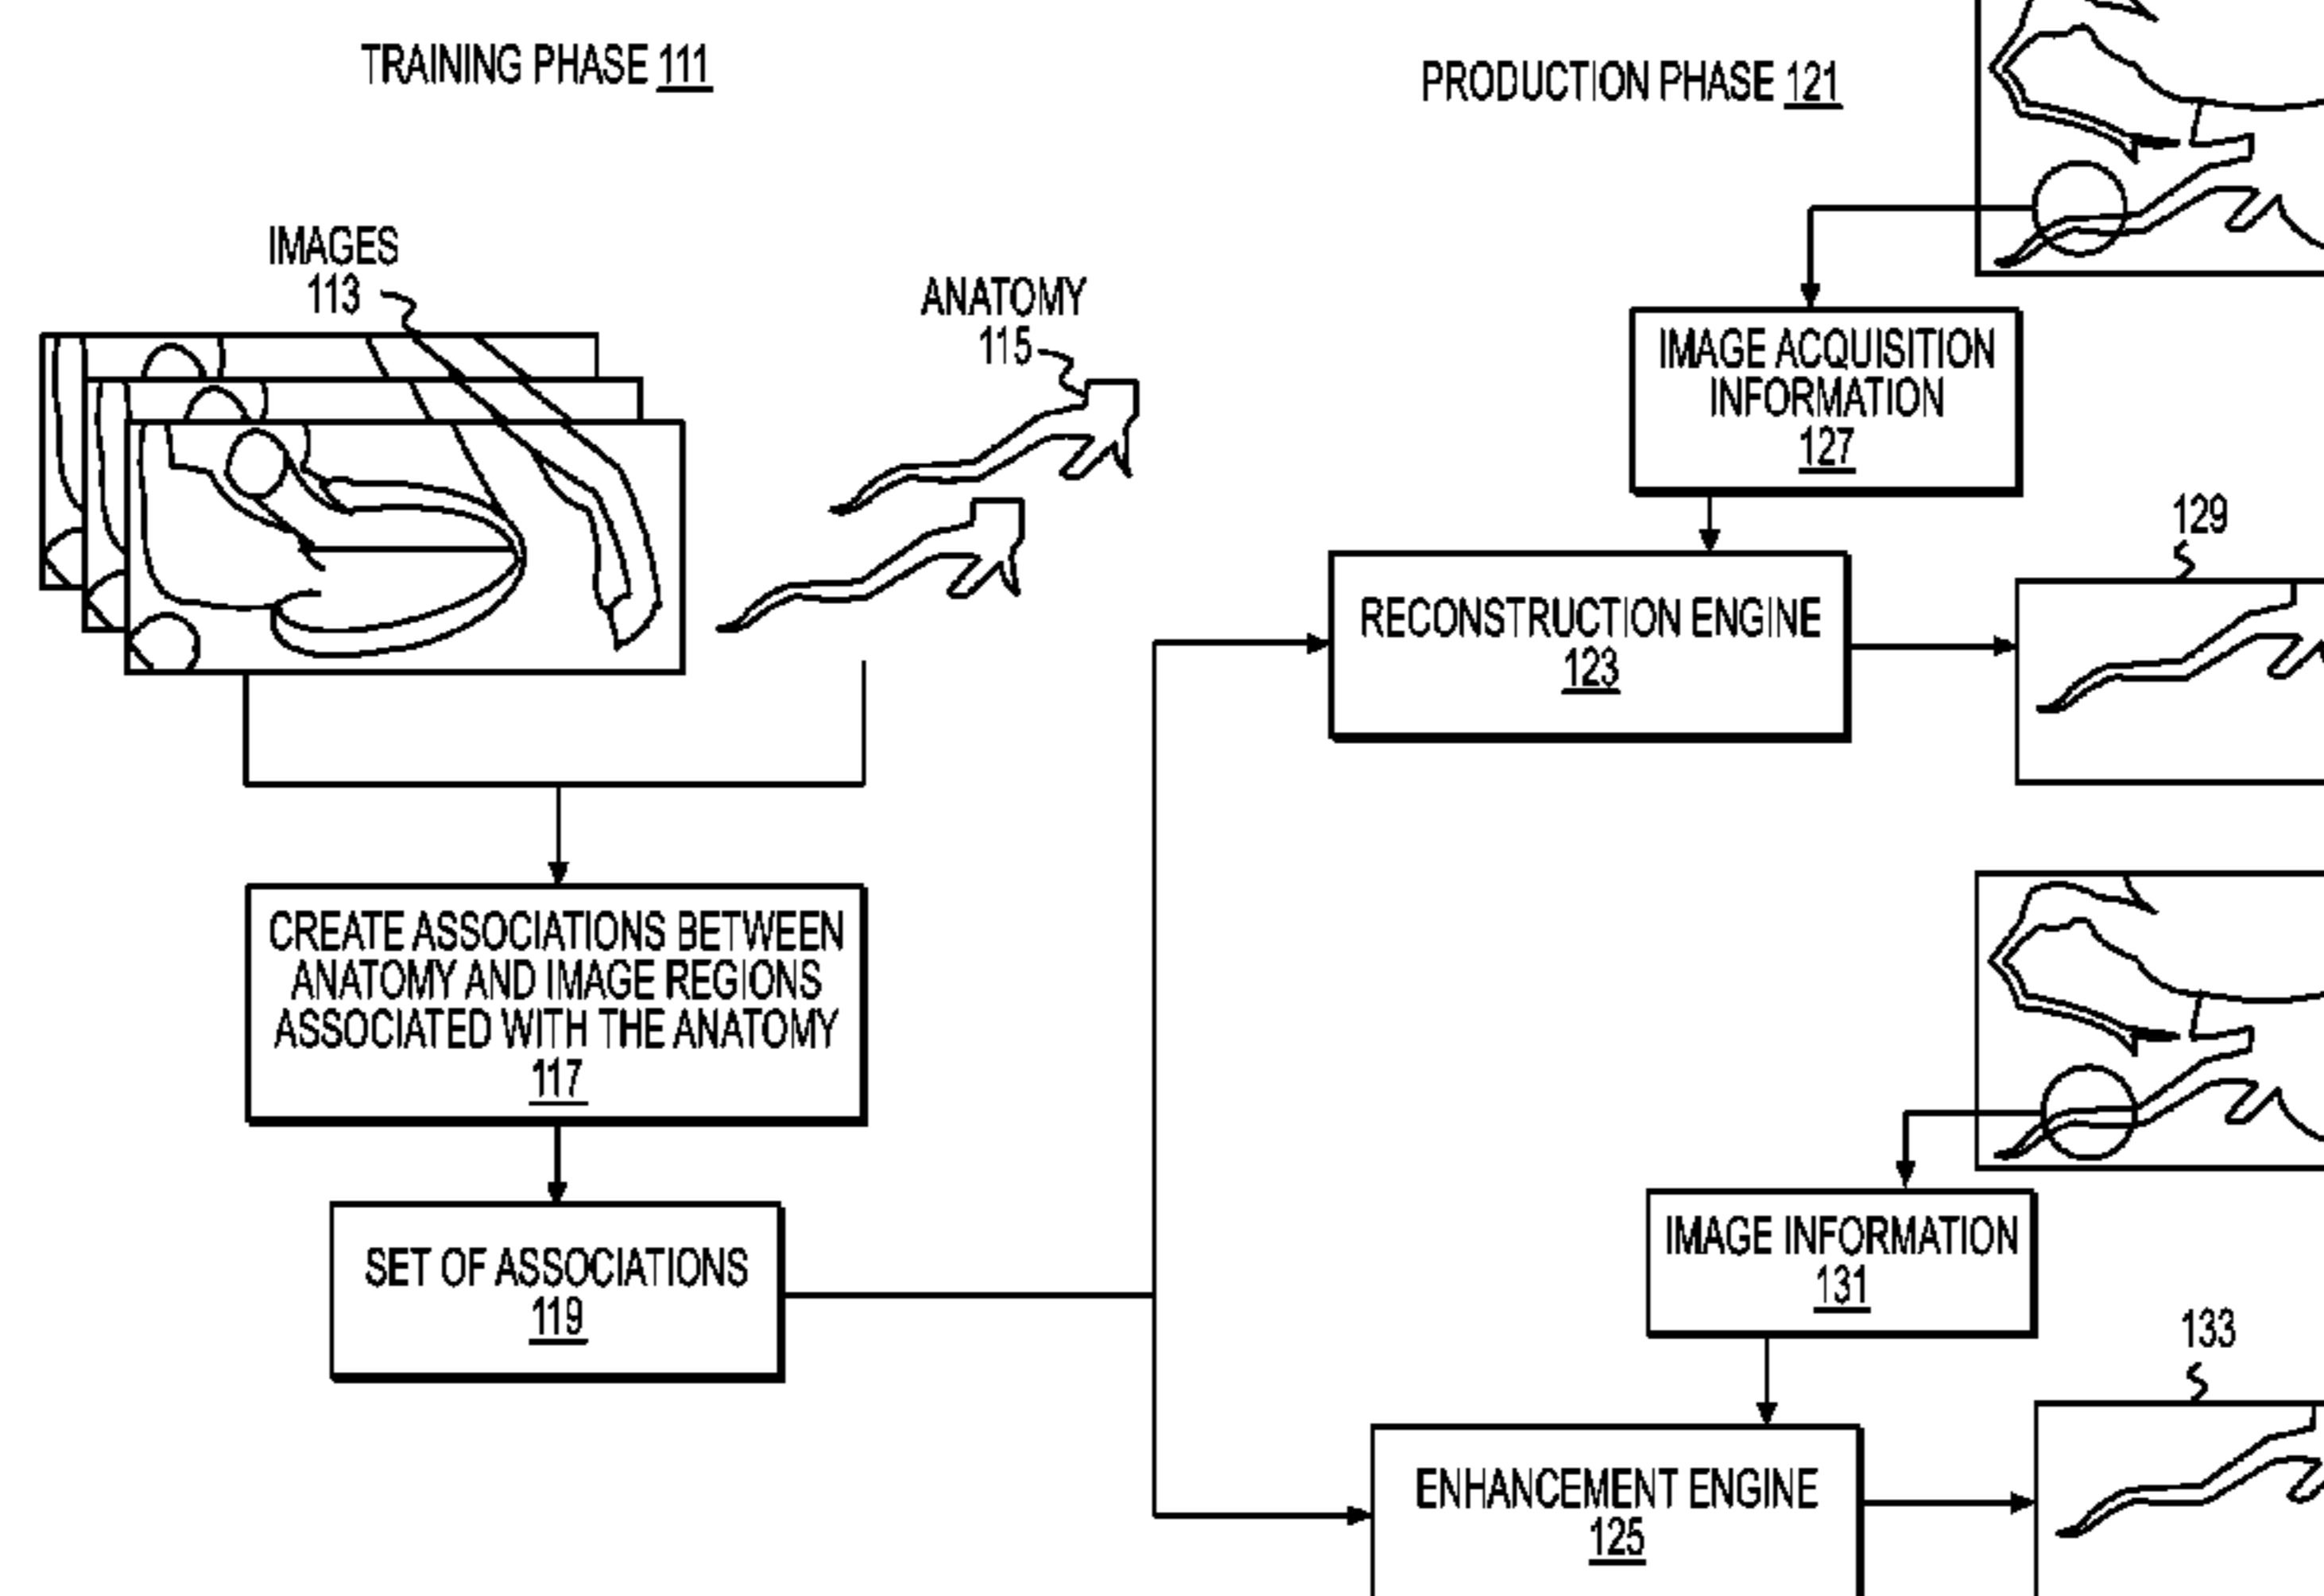 TRAINING PHASE 111
PRODUCTION PHASE 121
IMAGES
113
ANATOMY
115
IMAGE ACQUISITION
INFORMATION
127
129
RECONSTRUCTION ENGINE
123
CREATE ASSOCIATIONS BETWEEN
ANATOMY AND IMAGE REGIONS
ASSOCIATED WITH THE ANATOMY
117
SET OF ASSOCIATIONS
119
IMAGE INFORMATION
131
133
ENHANCEMENT ENGINE
125